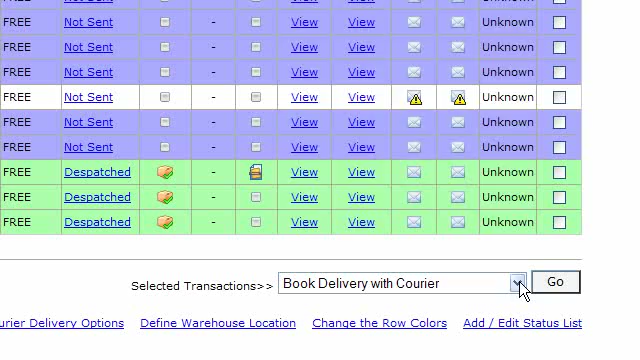 FREE Not Sent - View View Unknown
FREE Not Sent - View View Unknown
FREE Not Sent - View View Unknown
FREE Not Sent - View View Unknown
FREE Not Sent - View View Unknown
FREE Not Sent - View View Unknown
FREE Despatched - View View Unknown
FREE Despatched - View View Unknown
FREE Despatched - View View Unknown
Selected Transactions>> Book Delivery with Courier Go
urier Delivery Options Define Warehouse Location Change the Row Colors Add / Edit Status List